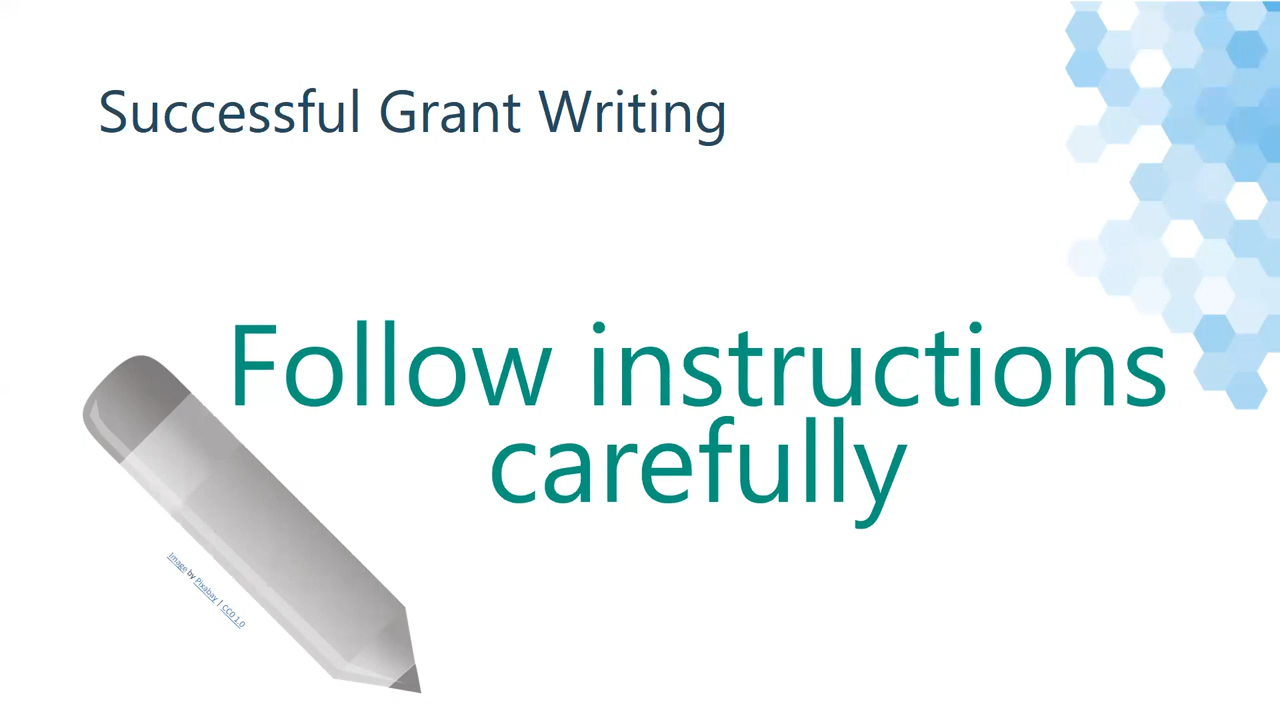 Successful Grant Writing
Follow instructions
carefully
Image by Pixabay | CC0 1.0